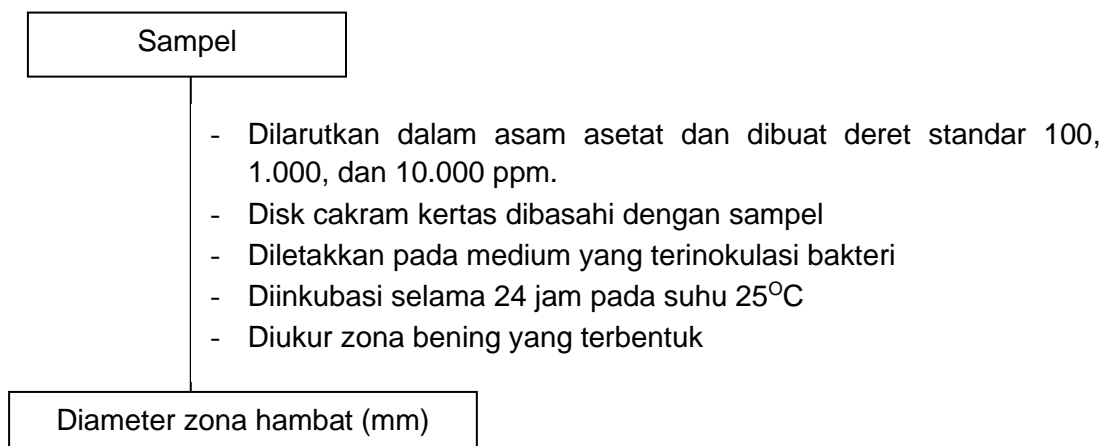 Sampel
- Dilarutkan dalam asam asetat dan dibuat deret standar 100,
1.000, dan 10.000 ppm.
- Disk cakram kertas dibasahi dengan sampel
- Diletakkan pada medium yang terinokulasi bakteri
- Diinkubasi selama 24 jam pada suhu 25ᴼC
- Diukur zona bening yang terbentuk
Diameter zona hambat (mm)